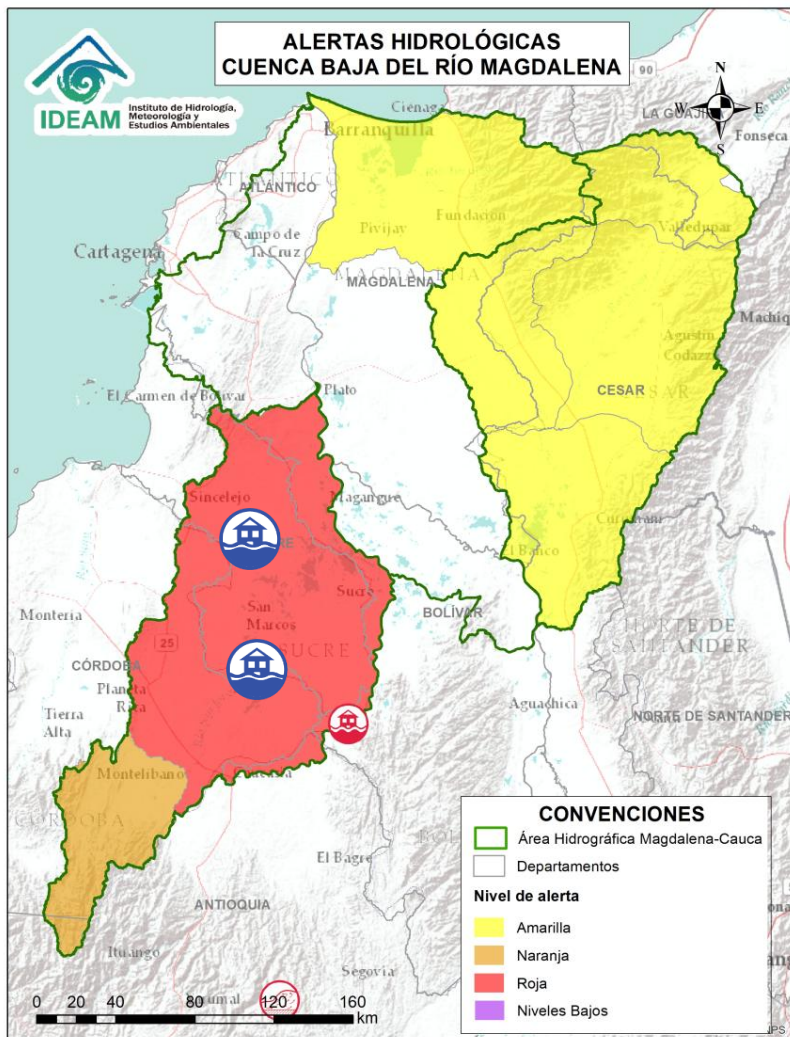 ALERTAS HIDROLÓGICAS
CUENCA BAJA DEL RÍO MAGDALENA
IDEAM
Instituto de Hidrología,
Meteorología y
Estudios Ambientales
N
W
E
S
90
Ciénaga
LA GUAJIRA
Fonseca
Barranquilla
ATLÁNTICO
Pivijay
Fundación
Valledupar
Campo de
la Cruz
Cartagena
MAGDALENA
MAGDALENA
Machiq
Agustín
Codazzi
CESAR
El Carmen de Bolívar
Plato
Sincelejo
Magangué
Curumaní
El Banco
Sucre
BOLÍVAR
Montería
San
Marcos
SUCRE
25
CÓRDOBA
Planeta
Rica
NORTE DE
SANTANDER
Tierra
Alta
Aguachica
NORTE DE SANTANDER
Montelíbano
CÓRDOBA
El Bagre
ANTIOQUIA
Ituango
Segovia
0 20 40 80 120 160
km
CONVENCIONES
Área Hidrográfica Magdalena-Cauca
Departamentos
Nivel de alerta
Amarilla
Naranja
Roja
Niveles Bajos